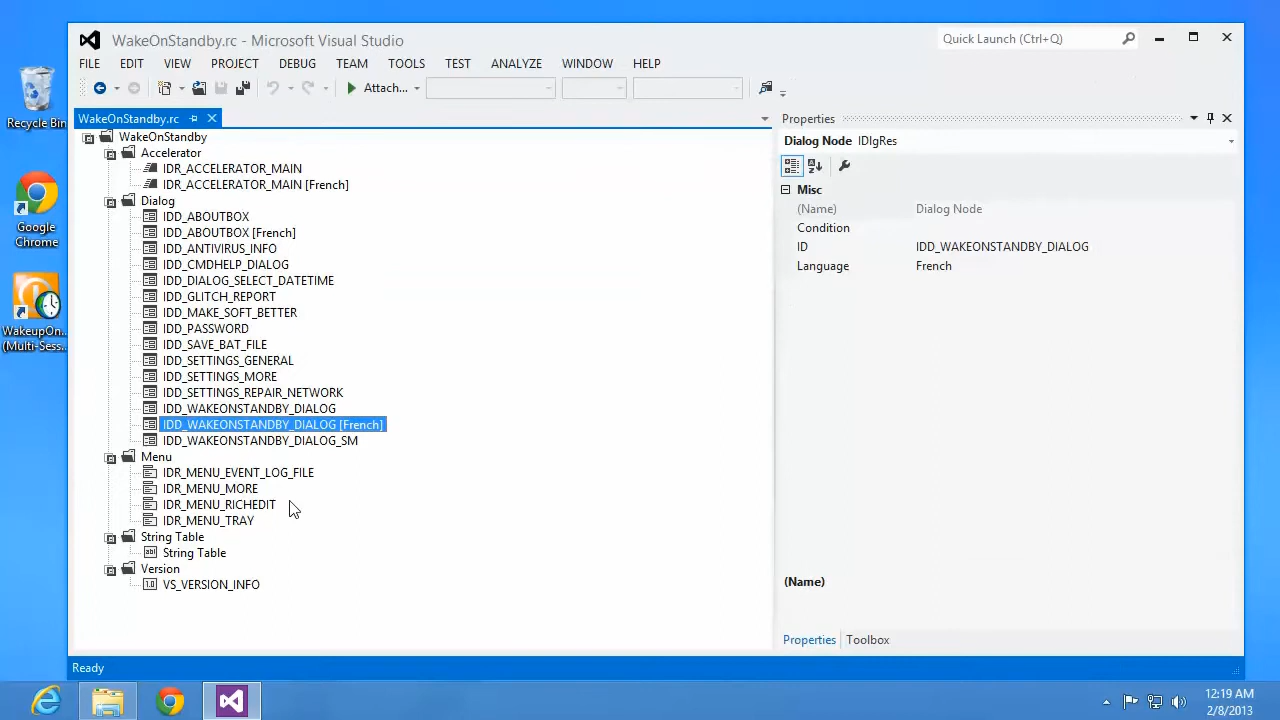 WakeOnStandby.rc - Microsoft Visual Studio
Quick Launch (Ctrl+Q)
FILE EDIT VIEW PROJECT DEBUG TEAM TOOLS TEST ANALYZE WINDOW HELP
Attach...
WakeOnStandby.rc
WakeOnStandby
Accelerator
IDR_ACCELERATOR_MAIN
IDR_ACCELERATOR_MAIN [French]
Dialog
IDD_ABOUTBOX
IDD_ABOUTBOX [French]
IDD_ANTIVIRUS_INFO
IDD_CMDHELP_DIALOG
IDD_DIALOG_SELECT_DATETIME
IDD_GLITCH_REPORT
IDD_MAKE_SOFT_BETTER
IDD_PASSWORD
IDD_SAVE_BAT_FILE
IDD_SETTINGS_GENERAL
IDD_SETTINGS_MORE
IDD_SETTINGS_REPAIR_NETWORK
IDD_WAKEONSTANDBY_DIALOG
IDD_WAKEONSTANDBY_DIALOG [French]
IDD_WAKEONSTANDBY_DIALOG_SM
Menu
IDR_MENU_EVENT_LOG_FILE
IDR_MENU_MORE
IDR_MENU_RICHEDIT
IDR_MENU_TRAY
String Table
abl String Table
Version
1.0 VS_VERSION_INFO
Properties
Dialog Node IDlgRes
Misc
(Name) Dialog Node
Condition
ID IDD_WAKEONSTANDBY_DIALOG
Language French
(Name)
Properties Toolbox
Ready
Recycle Bin
Google
Chrome
WakeupOn...
(Multi-Sess...
12:19 AM
2/8/2013